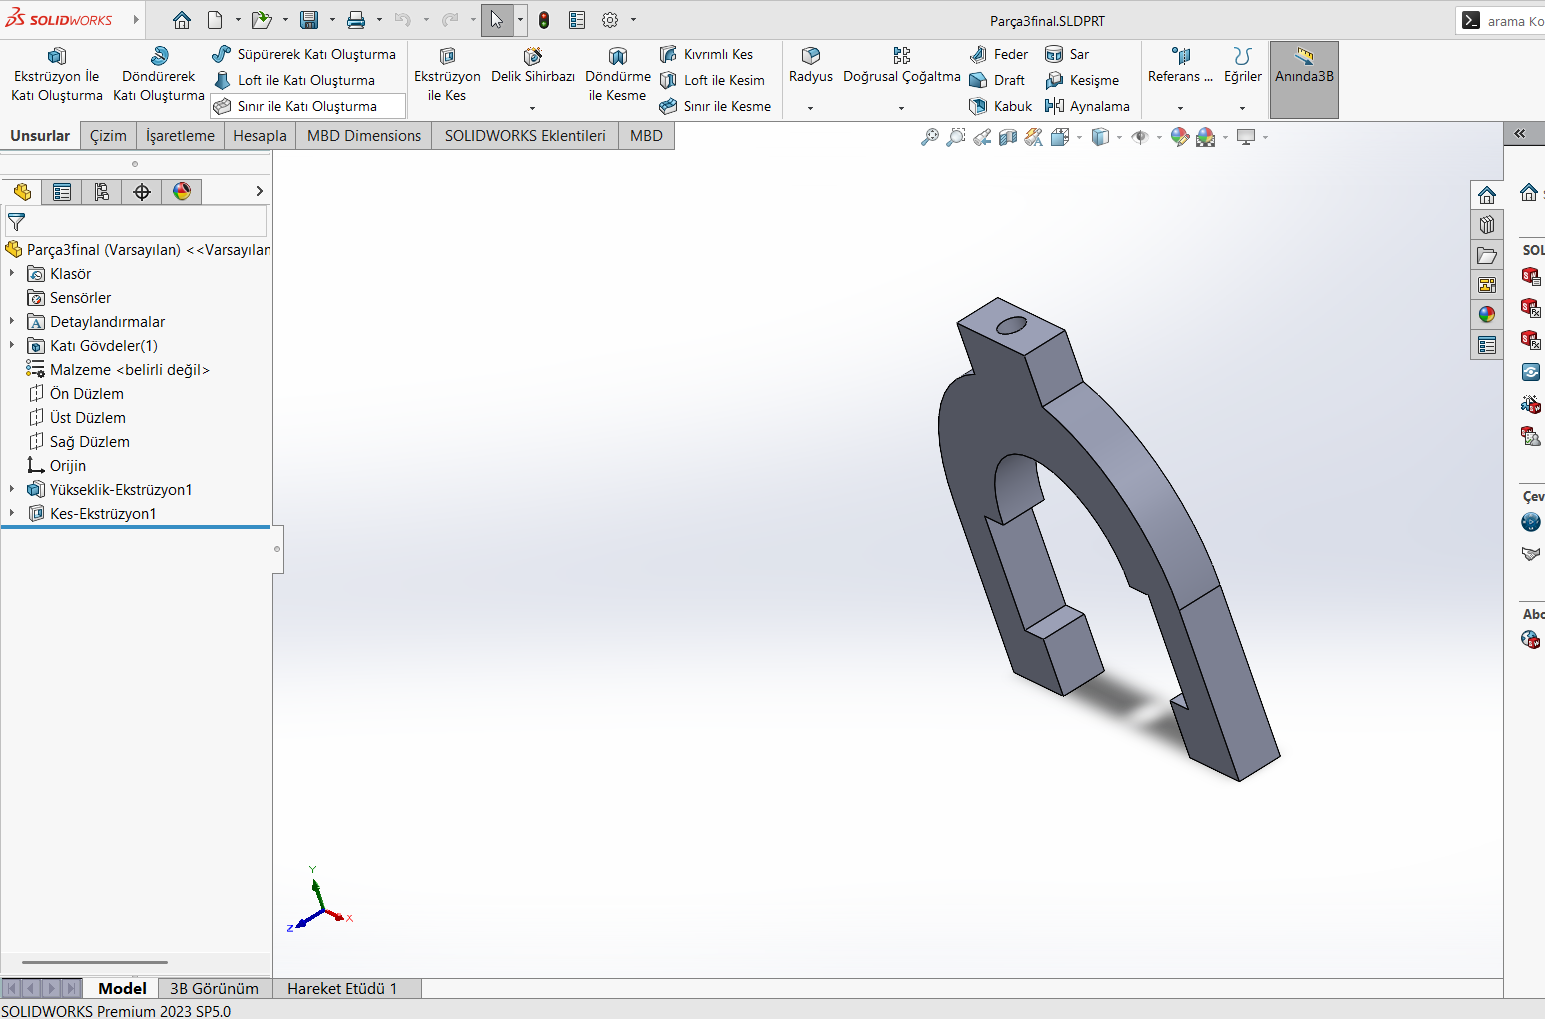 SOLIDWORKS
Parça3final.SLDPRT
arama Ko
Ekstrüzyon İle
Katı Oluşturma
Döndürerek
Katı Oluşturma
Süpürerek Katı Oluşturma
Loft ile Katı Oluşturma
Sınır ile Katı Oluşturma
Ekstrüzyon
ile Kes
Delik Sihirbazı
Döndürme
ile Kesme
Kıvrımlı Kes
Loft ile Kesim
Sınır ile Kesme
Radyus
Doğrusal Çoğaltma
Feder
Draft
Kabuk
Sar
Kesişme
Aynalama
Referans ...
Eğriler
Anında3B
Unsurlar
Çizim
İşaretleme
Hesapla
MBD Dimensions
SOLIDWORKS Eklentileri
MBD
Parça3final (Varsayılan) <<Varsayılan
Klasör
Sensörler
Detaylandırmalar
Katı Gövdeler(1)
Malzeme <belirli değil>
Ön Düzlem
Üst Düzlem
Sağ Düzlem
Orijin
Yükseklik-Ekstrüzyon1
Kes-Ekstrüzyon1
SOL
Çev
Abo
Y
X
Z
Model
3B Görünüm
Hareket Etüdü 1
SOLIDWORKS Premium 2023 SP5.0